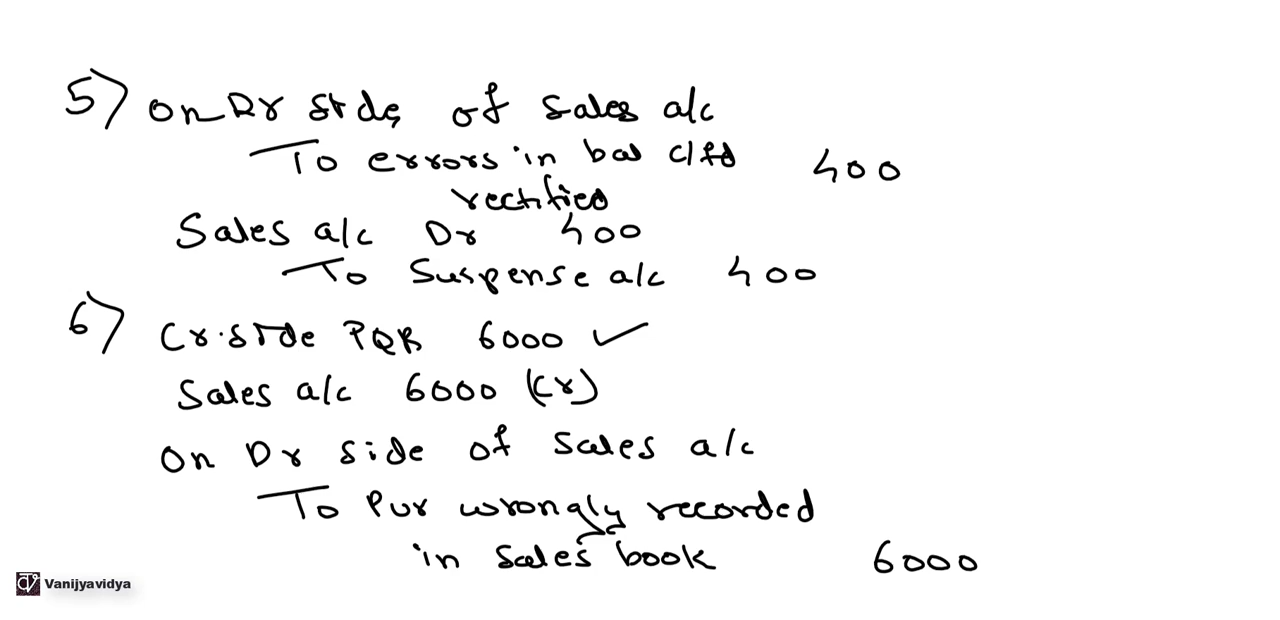 5) On Dr side of Sales a/c
To errors in bal c/fd 400
rectified
Sales a/c Dr 400
To Suspense a/c 400
6) Cr. side PQR 6000 ✓
Sales a/c 6000 (Cr)
On Dr side of Sales a/c
To Pur wrongly recorded
in Sales book 6000
Vanijyavidya